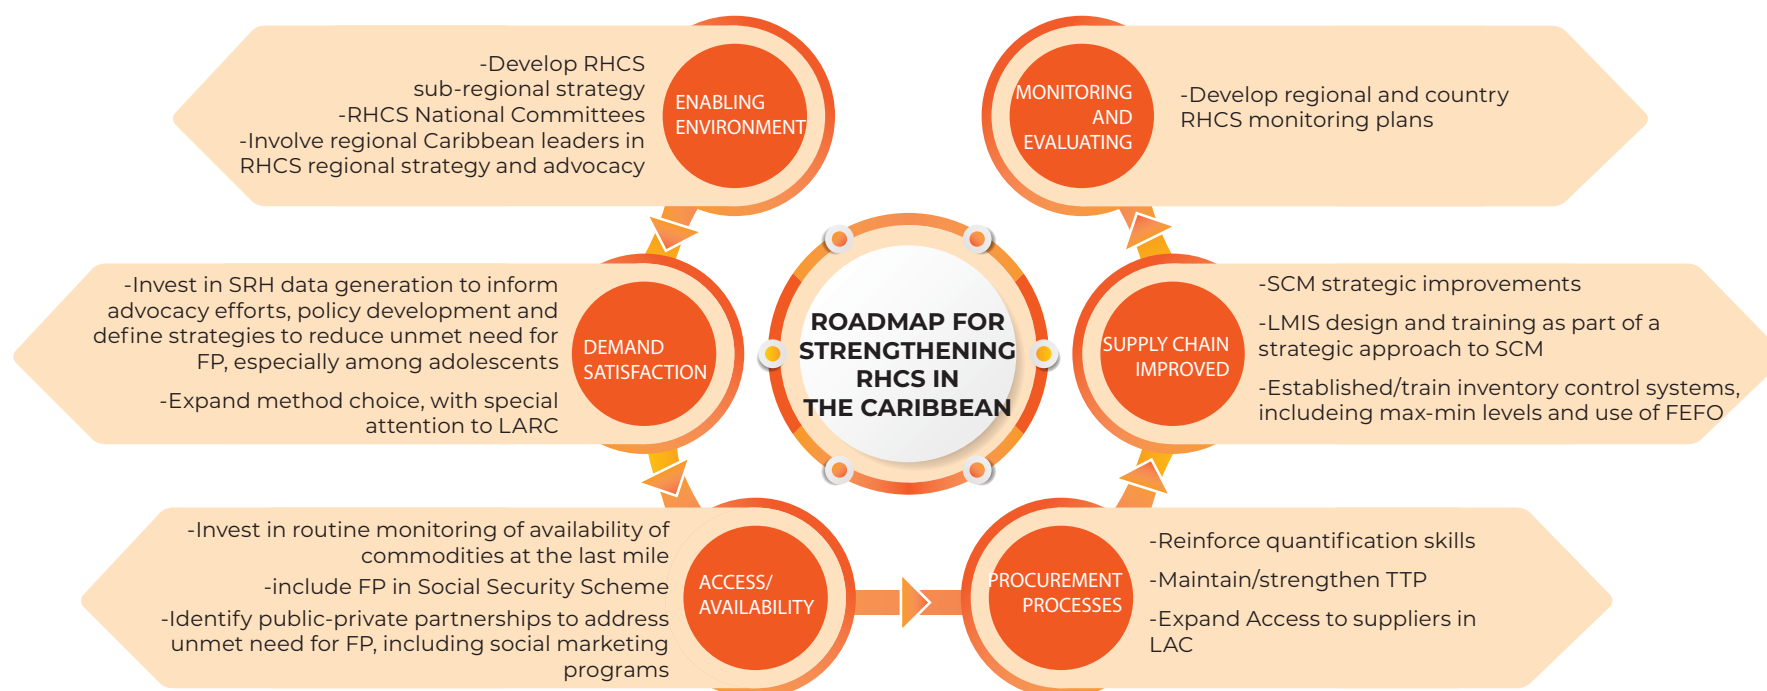 -Develop RHCS
sub-regional strategy
-RHCS National Committees
-Involve regional Caribbean leaders in
RHCS regional strategy and advocacy
ENABLING
ENVIRONMENT
MONITORING
AND
EVALUATING
-Develop regional and country
RHCS monitoring plans
-Invest in SRH data generation to inform
advocacy efforts, policy development and
define strategies to reduce unmet need for
FP, especially among adolescents
-Expand method choice, with special
attention to LARC
DEMAND
SATISFACTION
ROADMAP FOR
STRENGTHENING
RHCS IN
THE CARIBBEAN
SUPPLY CHAIN
IMPROVED
-SCM strategic improvements
-LMIS design and training as part of a
strategic approach to SCM
-Established/train inventory control systems,
includeing max-min levels and use of FEFO
-Invest in routine monitoring of availability of
commodities at the last mile
-include FP in Social Security Scheme
-Identify public-private partnerships to address
unmet need for FP, including social marketing
programs
ACCESS/
AVAILABILITY
PROCUREMENT
PROCESSES
-Reinforce quantification skills
-Maintain/strengthen TTP
-Expand Access to suppliers in
LAC